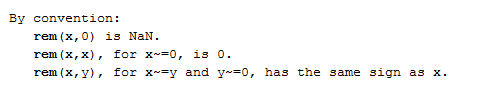 By convention:
rem(x,0) is NaN.
rem(x,x), for x~=0, is 0.
rem(x,y), for x~=y and y~=0, has the same sign as x.